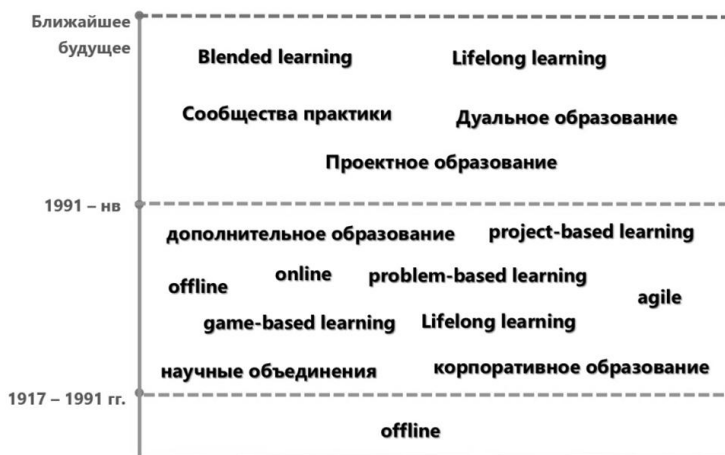 Ближайшее
будущее
Blended learning
Lifelong learning
Сообщества практики
Дуальное образование
Проектное образование
1991 – нв
дополнительное образование
project-based learning
offline
online
problem-based learning
agile
game-based learning
Lifelong learning
научные объединения
корпоративное образование
1917 – 1991 гг.
offline